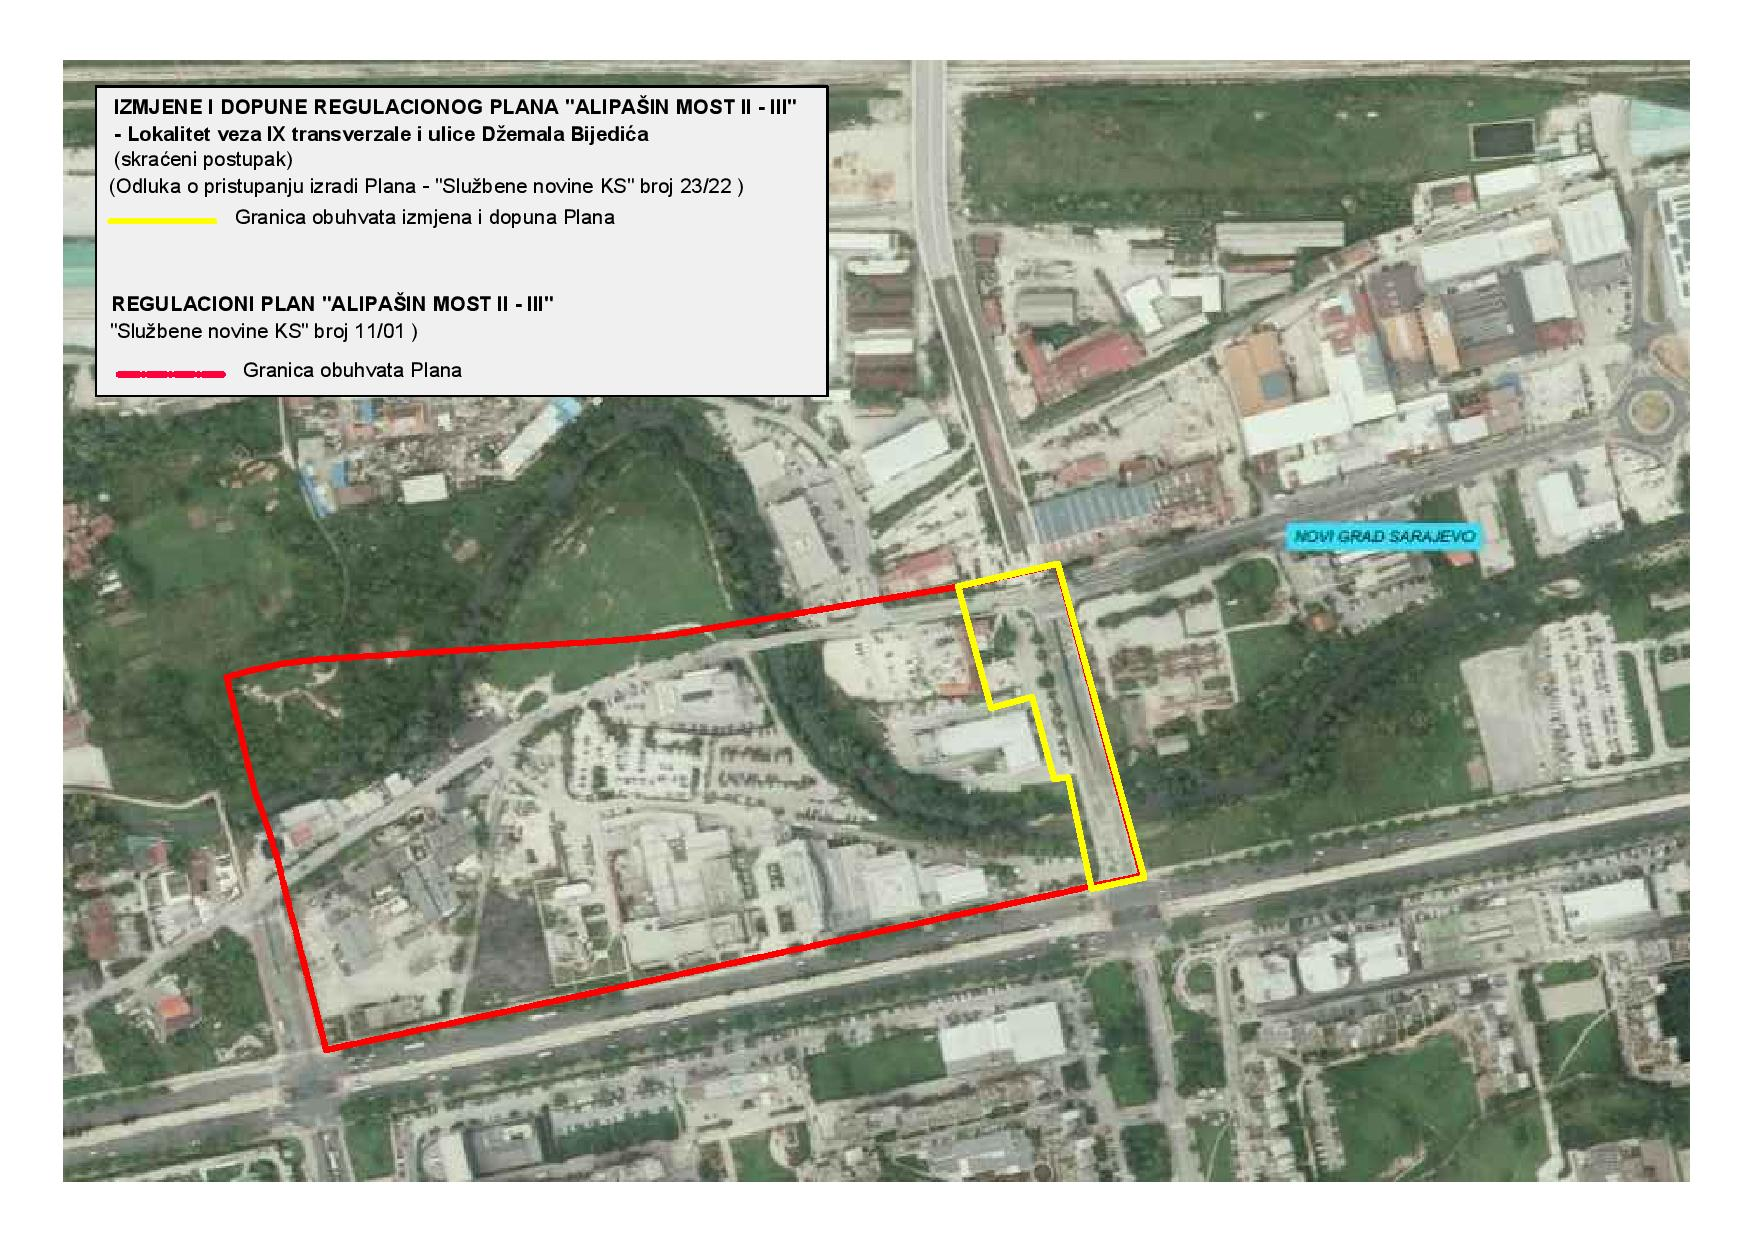 IZMJENE I DOPUNE REGULACIONOG PLANA "ALIPAŠIN MOST II - III"
- Lokalitet veza IX transverzale i ulice Džemala Bijedića
(skraćeni postupak)
(Odluka o pristupanju izradi Plana - "Službene novine KS" broj 23/22 )
Granica obuhvata izmjena i dopuna Plana
REGULACIONI PLAN "ALIPAŠIN MOST II - III"
"Službene novine KS" broj 11/01 )
Granica obuhvata Plana
NOVI GRAD SARAJEVO